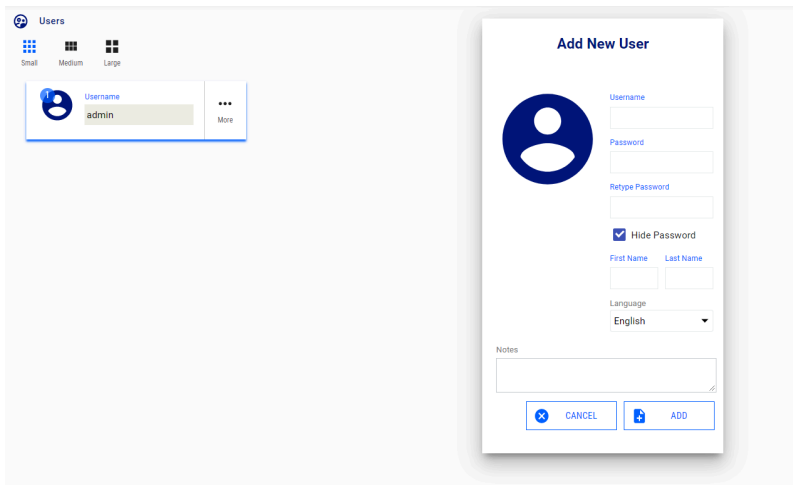 Users
Small Medium Large
1
Username
admin
More
Add New User
Username
Password
Retype Password
Hide Password
First Name Last Name
Language
English
Notes
CANCEL ADD